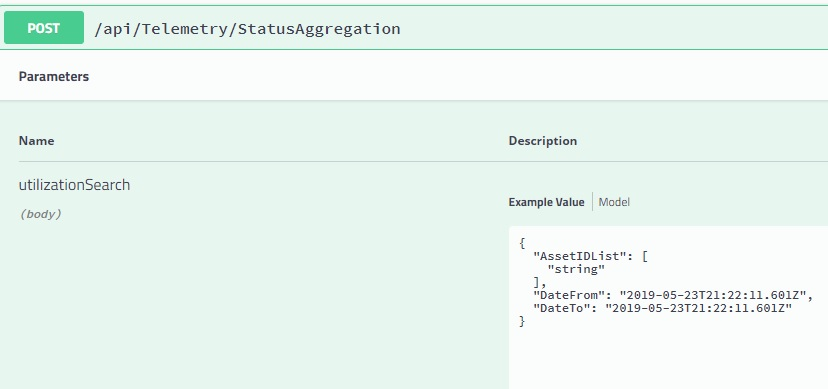 POST /api/Telemetry/StatusAggregation
Parameters
Name Description
utilizationSearch
(body)
Example Value Model
{
"AssetIDList": [
"string"
],
"DateFrom": "2019-05-23T21:22:11.601Z",
"DateTo": "2019-05-23T21:22:11.601Z"
}